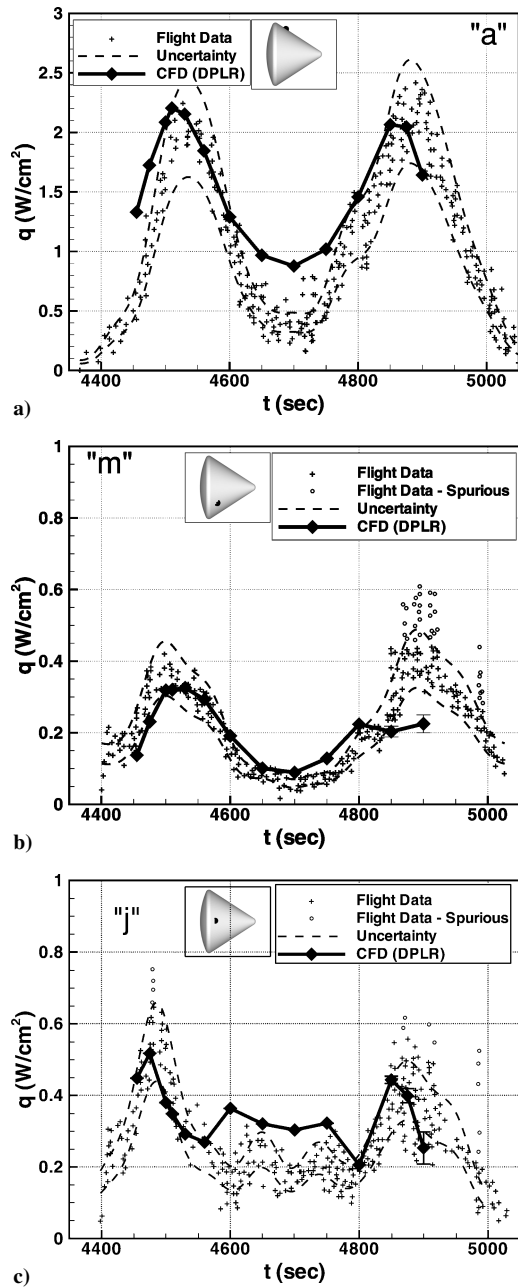 "a"
Flight Data
Uncertainty
CFD (DPLR)
3
2.5
2
1.5
1
0.5
0
q (W/cm²)
4400 4600 4800 5000
t (sec)
a)
"m"
Flight Data
Flight Data - Spurious
Uncertainty
CFD (DPLR)
1
0.8
0.6
0.4
0.2
0
q (W/cm²)
4400 4600 4800 5000
t (sec)
b)
"j"
Flight Data
Flight Data - Spurious
Uncertainty
CFD (DPLR)
1
0.8
0.6
0.4
0.2
0
q (W/cm²)
4400 4600 4800 5000
t (sec)
c)